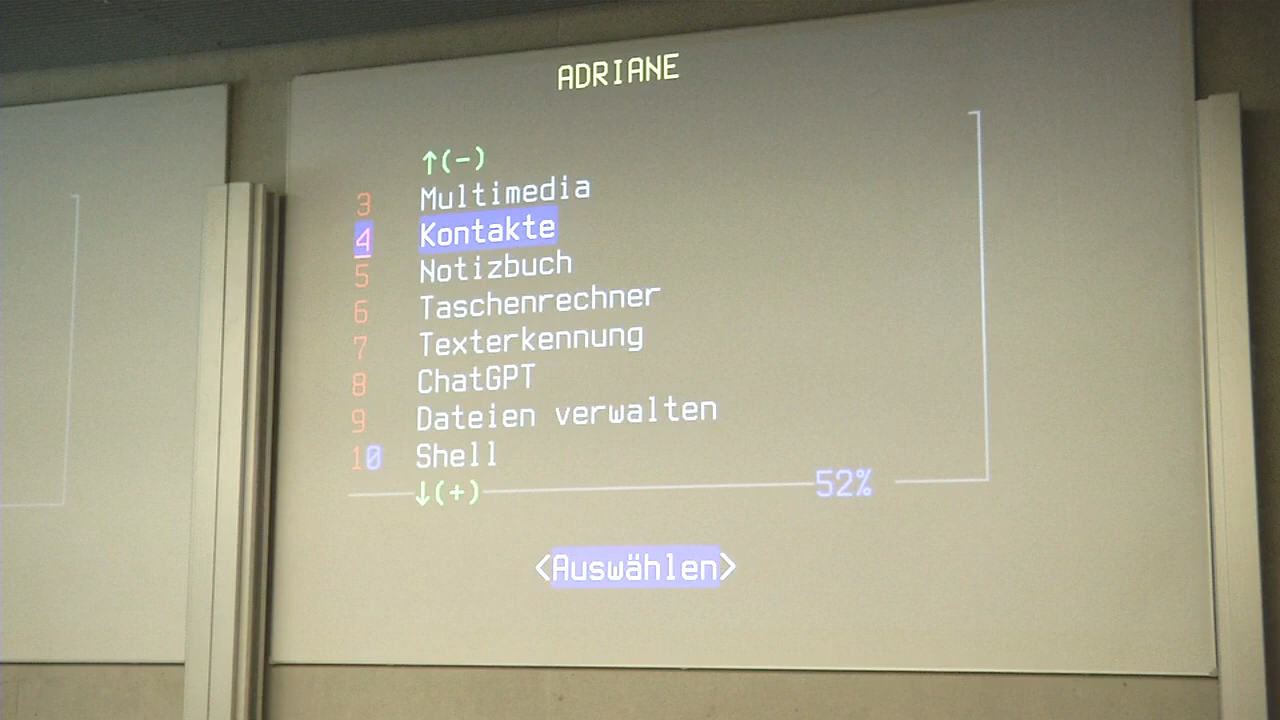 ADRIANE
↑(-)
3 Multimedia
4 Kontakte
5 Notizbuch
6 Taschenrechner
7 Texterkennung
8 ChatGPT
9 Dateien verwalten
10 Shell
↓(+) 52%
<Auswählen>